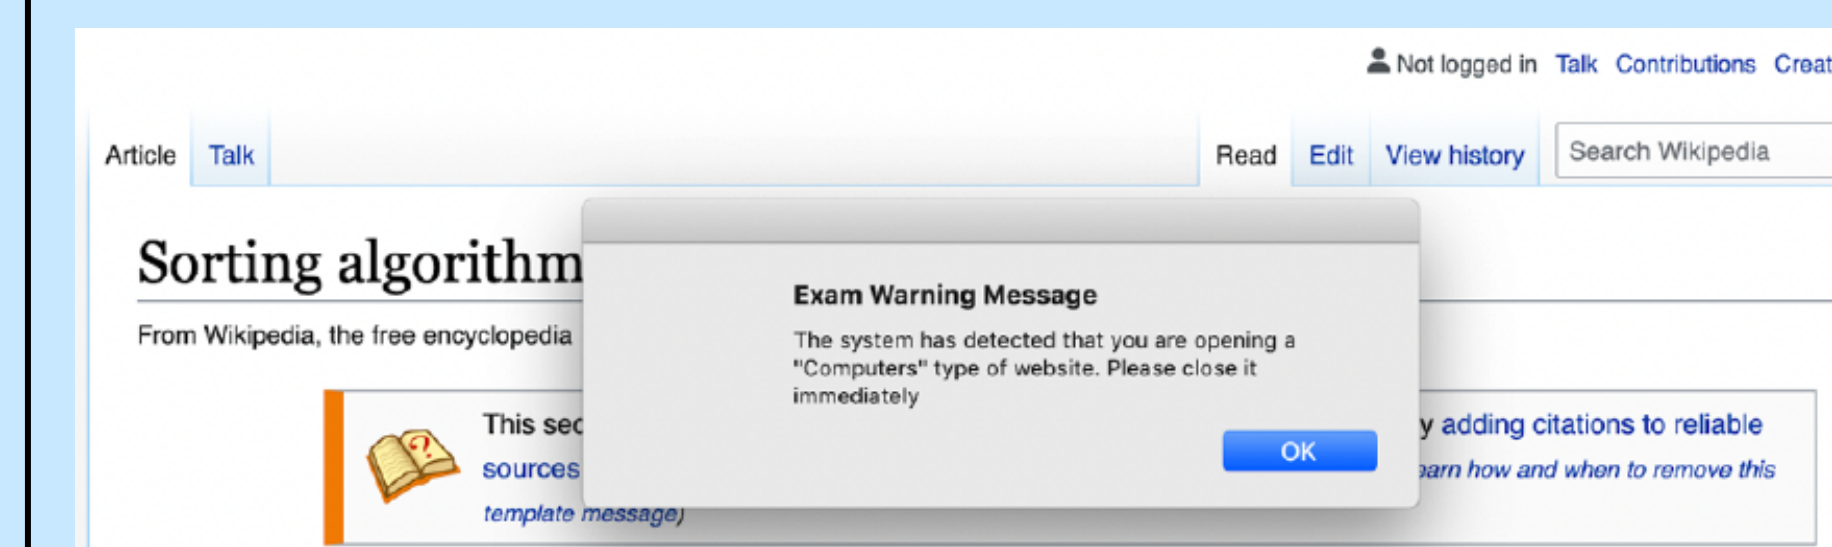 Not logged in Talk Contributions Creat
Article Talk Read Edit View history Search Wikipedia
Sorting algorithm
From Wikipedia, the free encyclopedia
Exam Warning Message
The system has detected that you are opening a
"Computers" type of website. Please close it
immediately
OK
This sec
y adding citations to reliable
sources
earn how and when to remove this
template message)